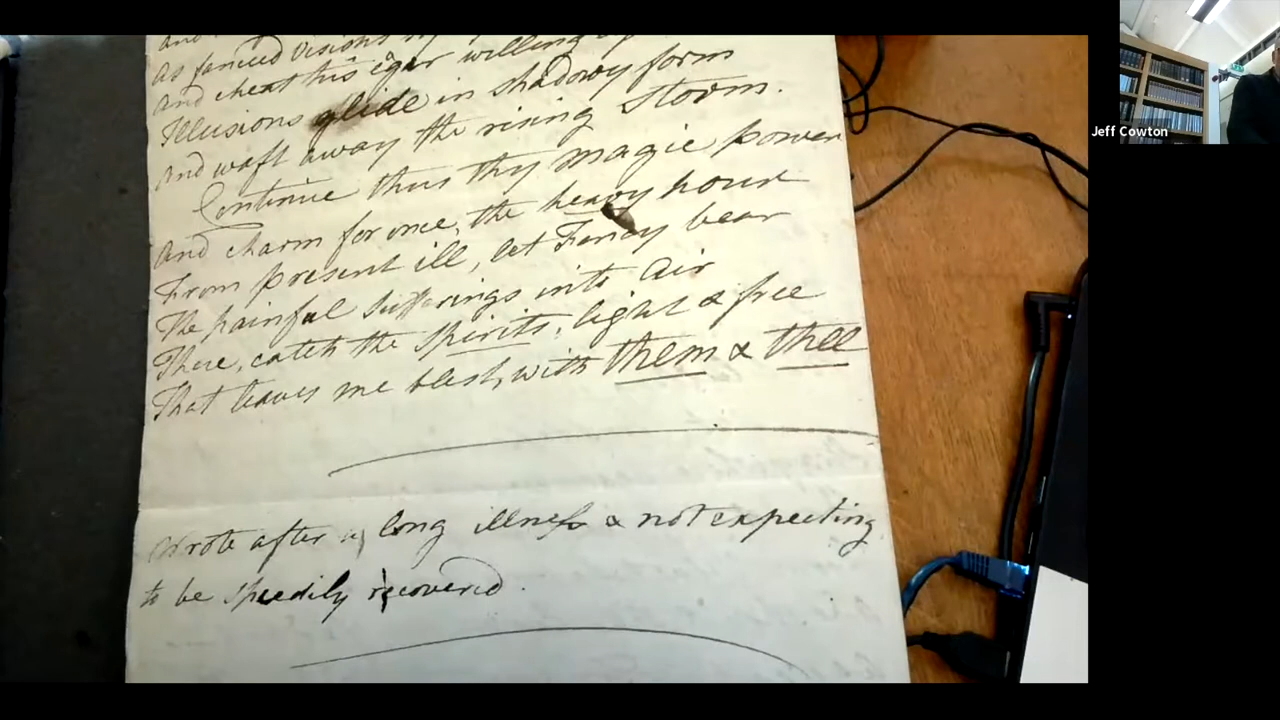 As fancied visions
And cheat his eger willing
Illusions glide in shadowy form
And waft away the rising storm.
Continue thus thy magic power
And charm for once, the heavy hour
From present ill, let Fancy bear
The painful sufferings into Air
There, catch the spirits, light & free
That leaves me blest, with them & thee
Wrote after a long illness & not expecting
to be speedily recovered.
Jeff Cowton